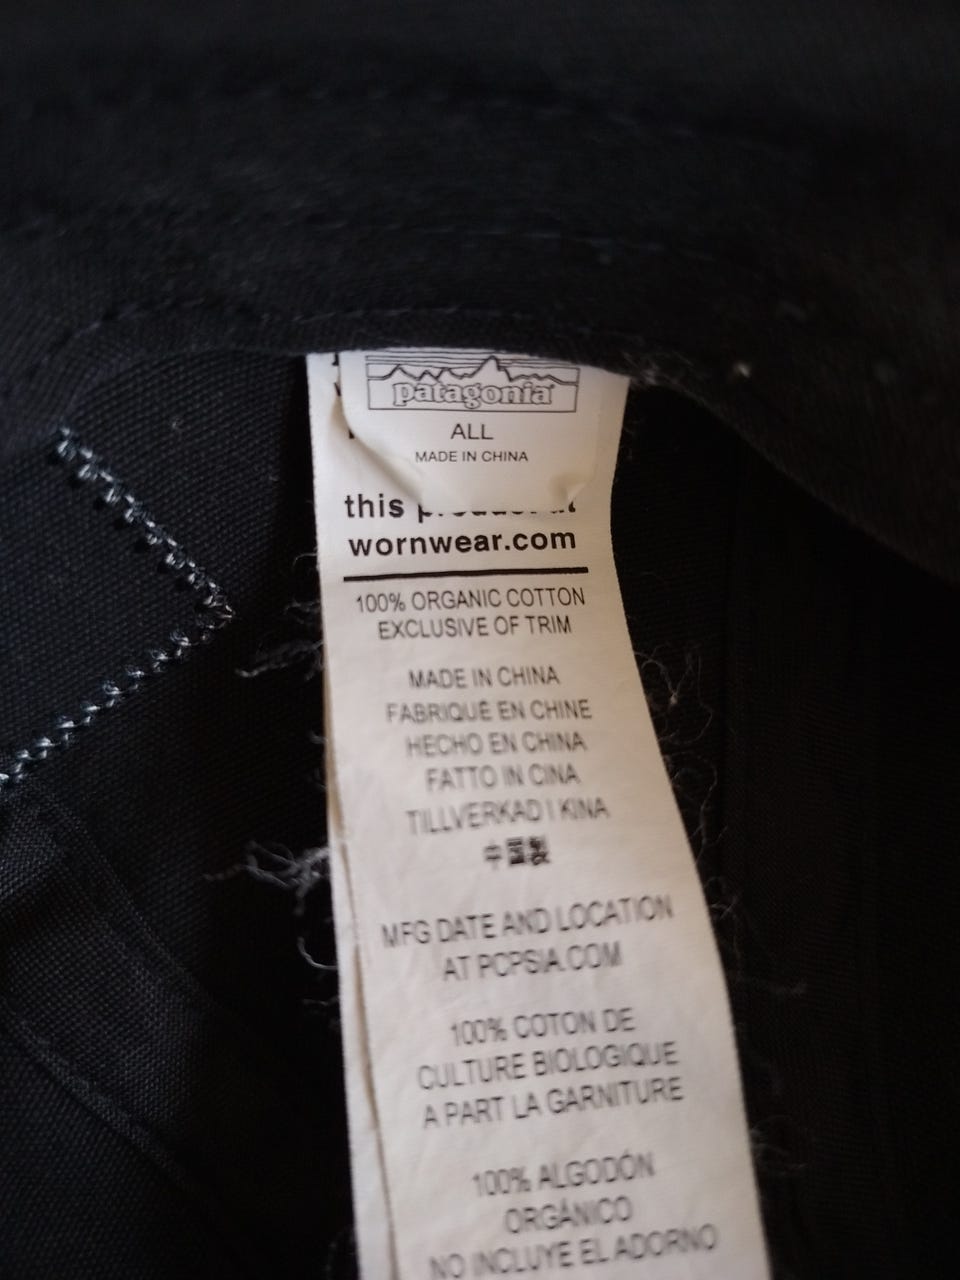 patagonia
ALL
MADE IN CHINA
this
wornwear.com
100% ORGANIC COTTON
EXCLUSIVE OF TRIM
MADE IN CHINA
FABRIQUÉ EN CHINE
HECHO EN CHINA
FATTO IN CINA
TILLVERKAD I KINA
中国製
MFG DATE AND LOCATION
AT PCPSIA.COM
100% COTON DE
CULTURE BIOLOGIQUE
A PART LA GARNITURE
100% ALGODÓN
ORGÁNICO
NO INCLUYE EL ADORNO